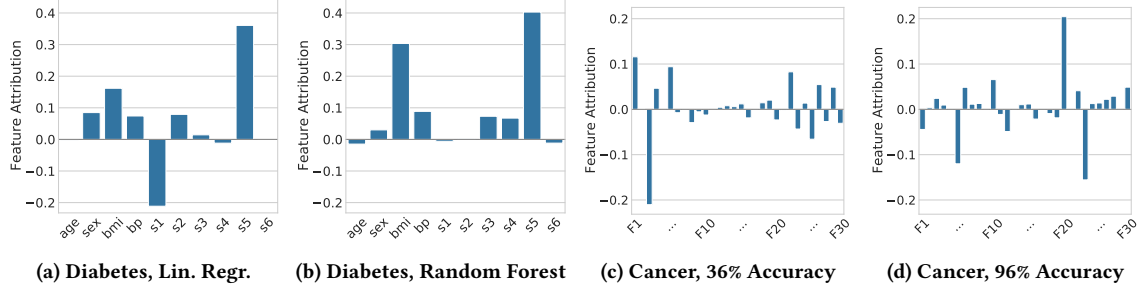 Feature Attribution
0.4
0.3
0.2
0.1
0.0
−0.1
−0.2
age sex bmi bp s1 s2 s3 s4 s5 s6
(a) Diabetes, Lin. Regr.
Feature Attribution
0.4
0.3
0.2
0.1
0.0
−0.1
−0.2
age sex bmi bp s1 s2 s3 s4 s5 s6
(b) Diabetes, Random Forest
Feature Attribution
0.2
0.1
0.0
−0.1
−0.2
F1 ... F10 ... F20 ... F30
(c) Cancer, 36% Accuracy
Feature Attribution
0.2
0.1
0.0
−0.1
−0.2
F1 ... F10 ... F20 ... F30
(d) Cancer, 96% Accuracy